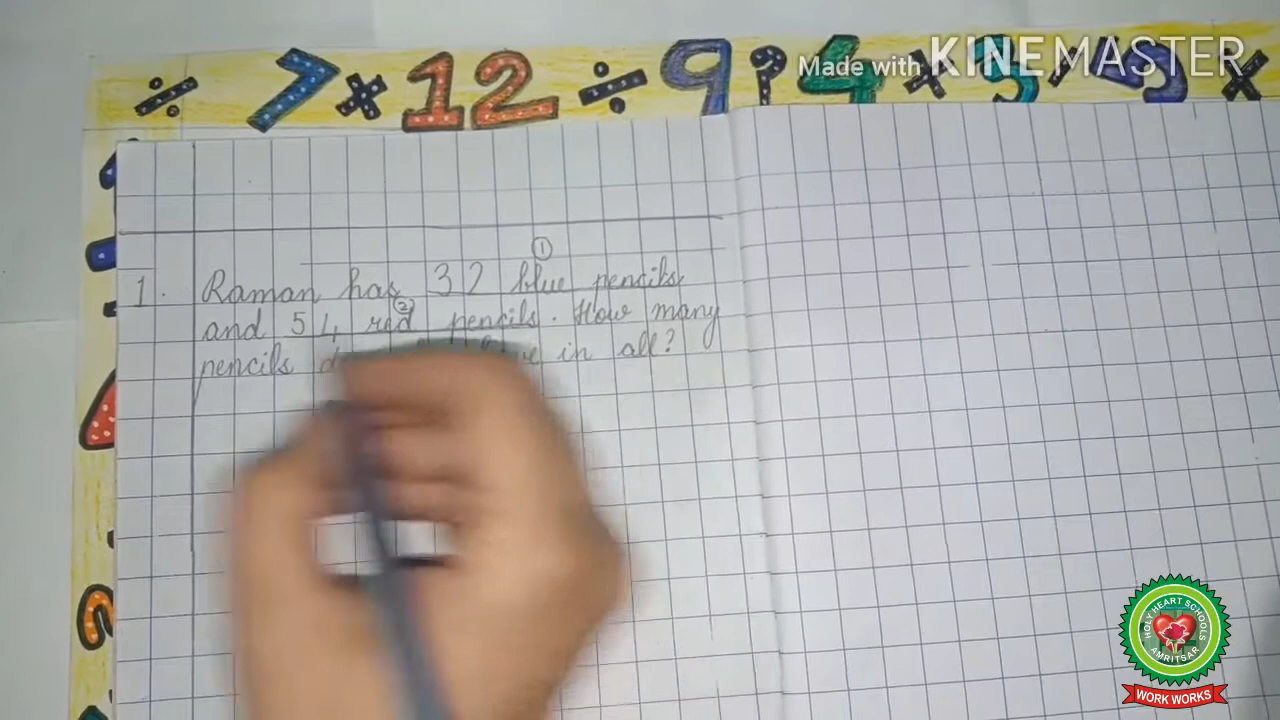 ÷ 7 × 12 ÷ 9 ? 4 × 3
Made with KINEMASTER
①
1. Raman has 32 blue pencils
②
and 54 red pencils. How many
pencils in all?
HOLY HEART SCHOOLS
AMRITSAR
WORK WORKS